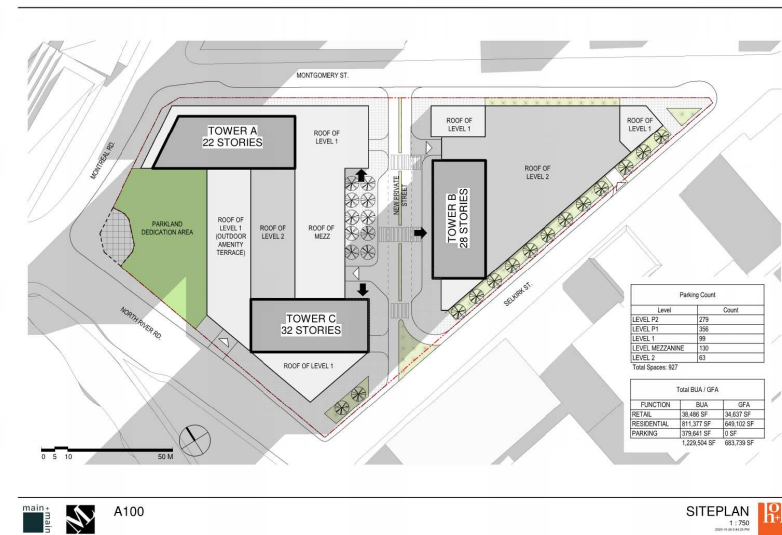 MONTGOMERY ST.
MONTREAL RD.
TOWER A
22 STORIES
ROOF OF
LEVEL 1
ROOF OF
LEVEL 1
ROOF OF
LEVEL 1
ROOF OF
LEVEL 2
NEW PRIVATE
STREET
TOWER B
28 STORIES
PARKLAND
DEDICATION AREA
ROOF OF
LEVEL 1
(OUTDOOR
AMENITY
TERRACE)
ROOF OF
LEVEL 2
ROOF OF
MEZZ
SELKIRK ST.
NORTH RIVER RD.
TOWER C
32 STORIES
ROOF OF LEVEL 1
Parking Count
Level Count
LEVEL P2 279
LEVEL P1 356
LEVEL 1 99
LEVEL MEZZANINE 130
LEVEL 2 63
Total Spaces: 927
Total BUA / GFA
FUNCTION BUA GFA
RETAIL 38,486 SF 34,637 SF
RESIDENTIAL 811,377 SF 649,102 SF
PARKING 379,641 SF 0 SF
1,229,504 SF 683,739 SF
0 5 10 50 M
main+
main
A100
SITEPLAN
1 : 750